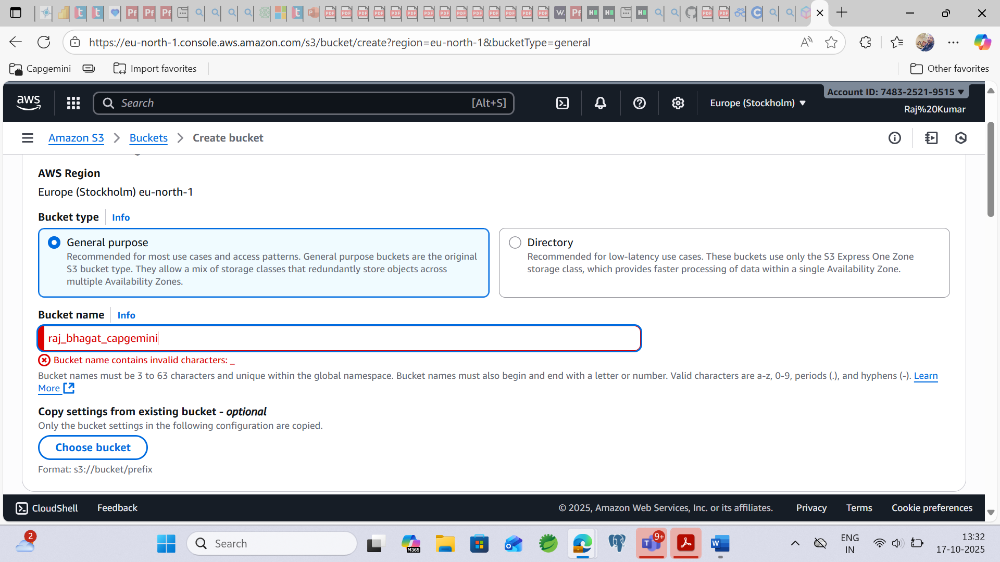 https://eu-north-1.console.aws.amazon.com/s3/bucket/create?region=eu-north-1&bucketType=general
Capgemini
Import favorites
Other favorites
aws
Search
[Alt+S]
Europe (Stockholm)
Account ID: 7483-2521-9515
Raj%20Kumar
Amazon S3
Buckets
Create bucket
AWS Region
Europe (Stockholm) eu-north-1
Bucket type
Info
General purpose
Recommended for most use cases and access patterns. General purpose buckets are the original
S3 bucket type. They allow a mix of storage classes that redundantly store objects across
multiple Availability Zones.
Directory
Recommended for low-latency use cases. These buckets use only the S3 Express One Zone
storage class, which provides faster processing of data within a single Availability Zone.
Bucket name
Info
raj_bhagat_capgemini
Bucket name contains invalid characters: _
Bucket names must be 3 to 63 characters and unique within the global namespace. Bucket names must also begin and end with a letter or number. Valid characters are a-z, 0-9, periods (.), and hyphens (-). Learn
More
Copy settings from existing bucket - optional
Only the bucket settings in the following configuration are copied.
Choose bucket
Format: s3://bucket/prefix
CloudShell
Feedback
© 2025, Amazon Web Services, Inc. or its affiliates.
Privacy
Terms
Cookie preferences
2
Search
M365
9+
ENG
IN
13:32
17-10-2025